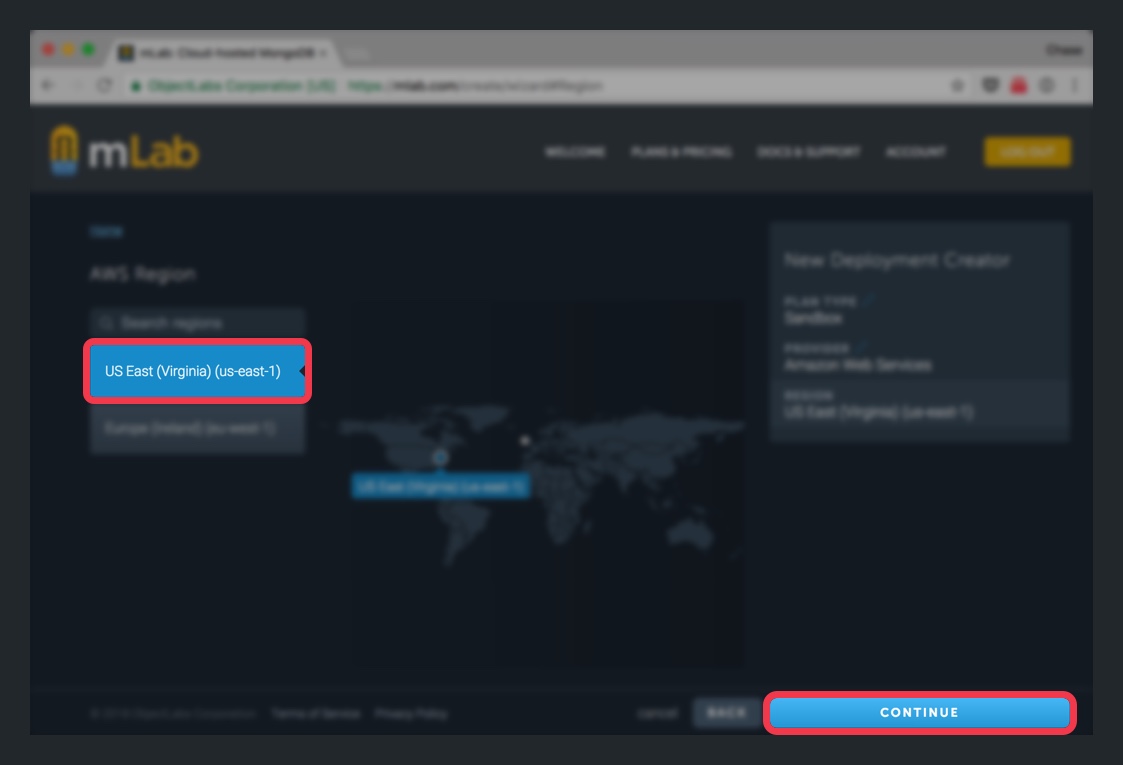 mLab: Cloud-hosted MongoDB
Chase
ObjectLabs Corporation [US] https://mlab.com/create/wizard#Region
mLab
WELCOME PLANS & PRICING DOCS & SUPPORT ACCOUNT LOG OUT
AWS Region
New Deployment Creator
PLAN TYPE
Sandbox
Search regions
PROVIDER
Amazon Web Services
US East (Virginia) (us-east-1)
REGION
US East (Virginia) (us-east-1)
Europe (Ireland) (eu-west-1)
US East (Virginia) (us-east-1)
Terms of Service Privacy Policy
cancel BACK CONTINUE